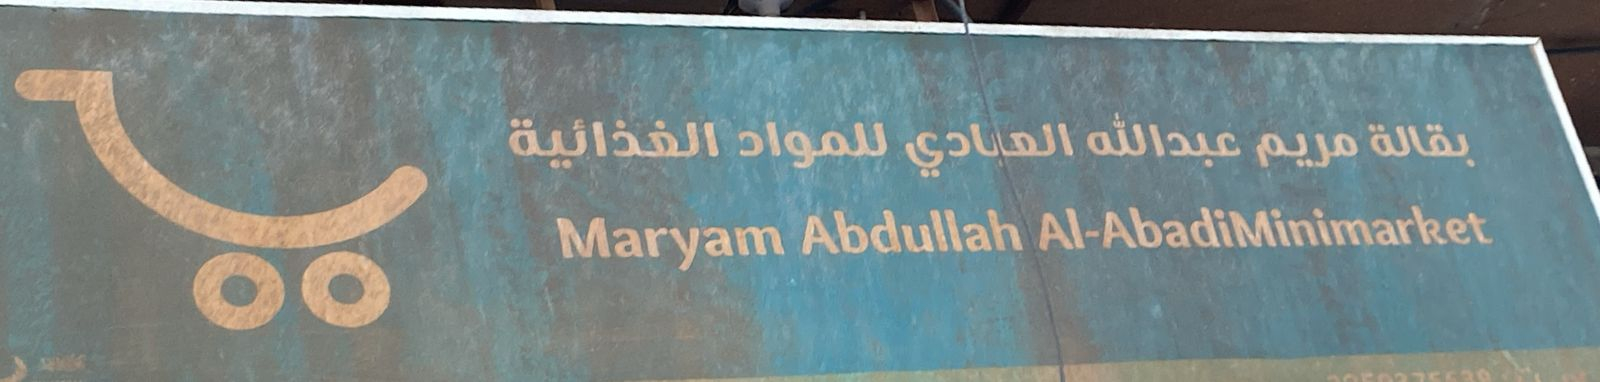 بقالة مريم عبدالله العبادي للمواد الغذائية
Maryam Abdullah Al-AbadiMinimarket